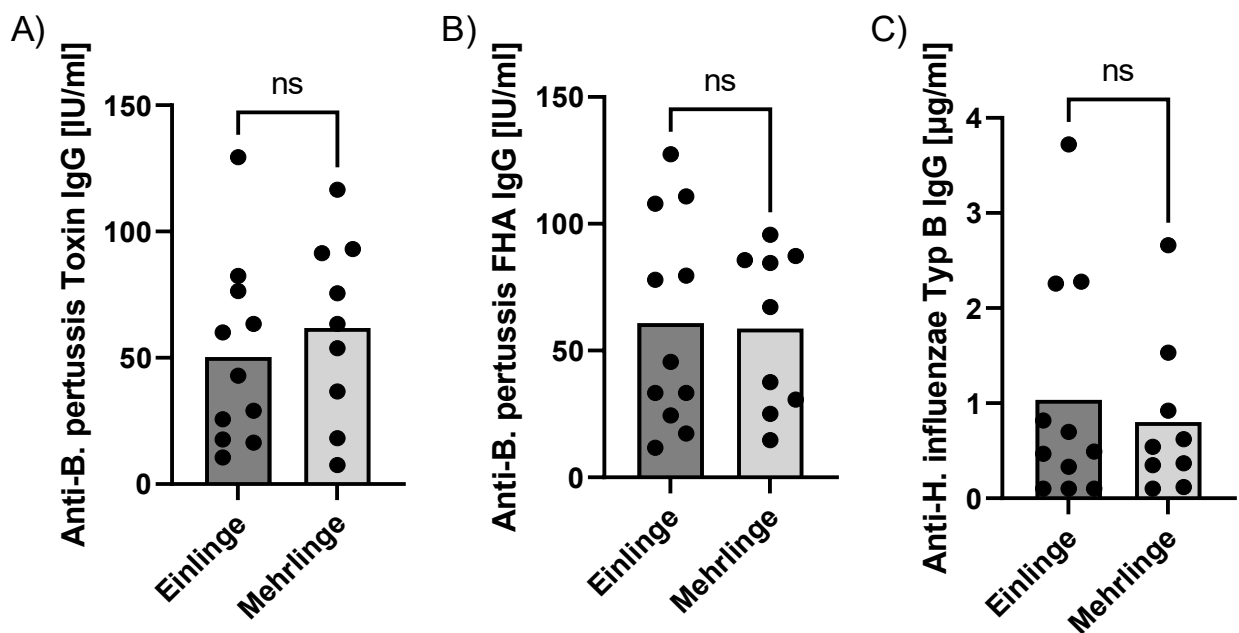 A)
Anti-B. pertussis Toxin IgG [IU/ml]
150
100
50
0
ns
Einlinge
Mehrlinge
B)
Anti-B. pertussis FHA IgG [IU/ml]
150
100
50
0
ns
Einlinge
Mehrlinge
C)
Anti-H. influenzae Typ B IgG [µg/ml]
4
3
2
1
0
ns
Einlinge
Mehrlinge